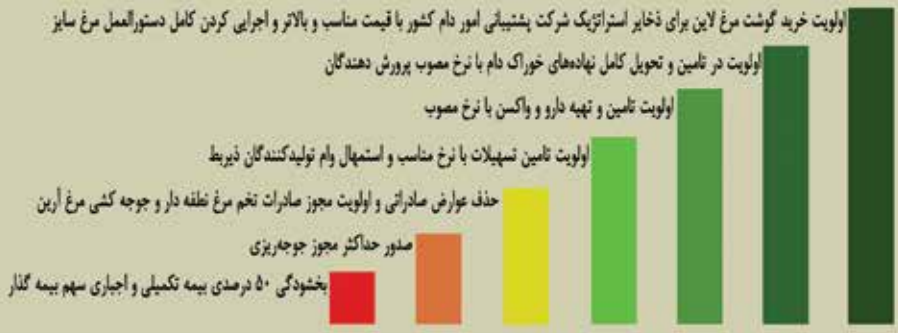 اولویت خرید گوشت مرغ لاین برای ذخایر استراتژیک شرکت پشتیبانی امور دام کشور با قیمت مناسب و بالاتر و اجرایی کردن کامل دستورالعمل مرغ سایز
اولویت در تامین و تحویل کامل نهاده‌های خوراک دام با نرخ مصوب پرورش دهندگان
اولویت تامین و تهیه دارو و واکسن با نرخ مصوب
اولویت تامین تسهیلات با نرخ مناسب و استمهال وام تولیدکنندگان ذیربط
حذف عوارض صادراتی و اولویت مجوز صادرات تخم مرغ نطفه دار و جوجه کشی مرغ آرین
صدور حداکثر مجوز جوجه‌ریزی
بخشودگی ۵۰ درصدی بیمه تکمیلی و اجباری سهم بیمه گذار